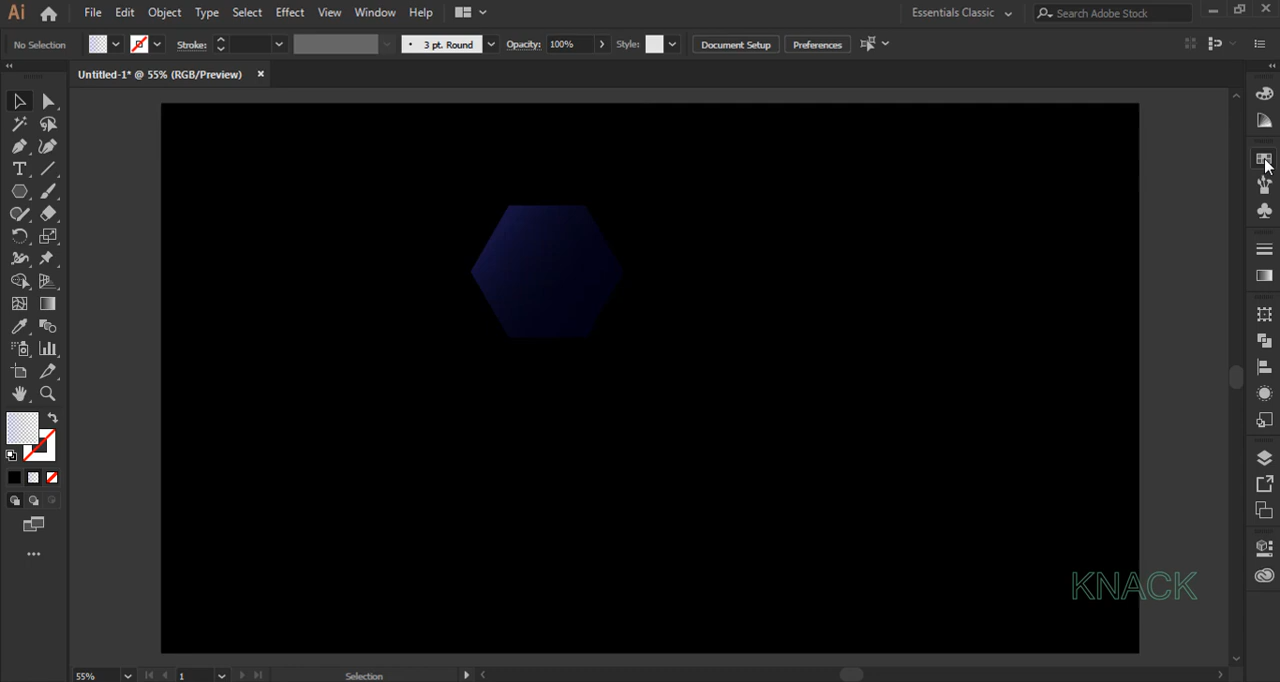 Ai File Edit Object Type Select Effect View Window Help Essentials Classic Search Adobe Stock
No Selection Stroke: 3 pt. Round Opacity: 100% Style: Document Setup Preferences
Untitled-1* @ 55% (RGB/Preview)
KNACK
55% 1 Selection